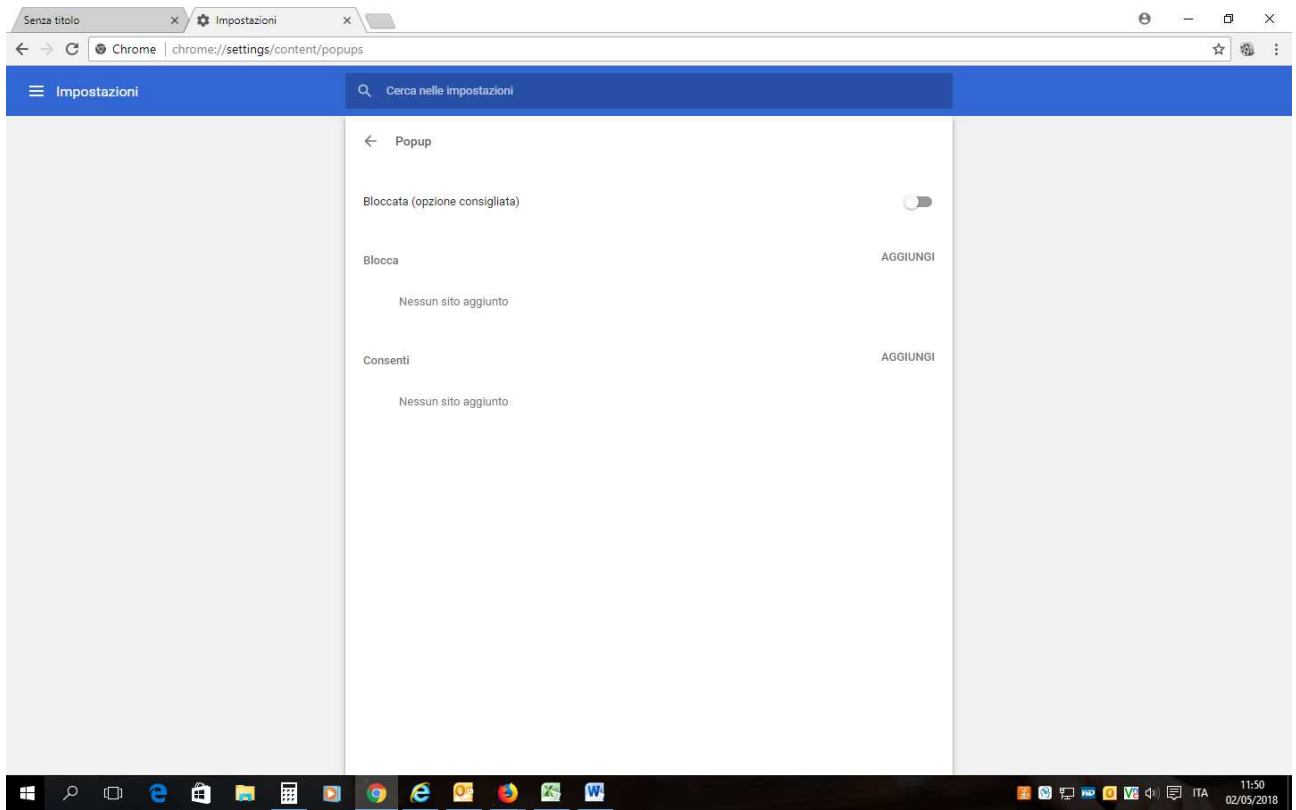 Senza titolo
Impostazioni
Chrome | chrome://settings/content/popups
Impostazioni
Cerca nelle impostazioni
Popup
Bloccata (opzione consigliata)
Blocca AGGIUNGI
Nessun sito aggiunto
Consenti AGGIUNGI
Nessun sito aggiunto
ITA
11:50
02/05/2018